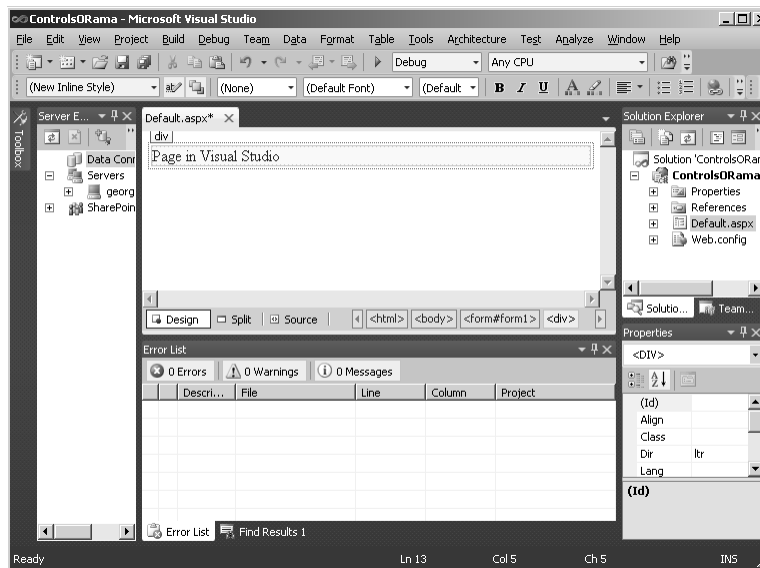 ControlsORama - Microsoft Visual Studio
File Edit View Project Build Debug Team Data Format Table Tools Architecture Test Analyze Window Help
Debug Any CPU
(New Inline Style) (None) (Default Font) (Default B I U A
Toolbox
Server E...
Data Conr
Servers
georg
SharePoin
Default.aspx*
div
Page in Visual Studio
Design Split Source <html> <body> <form#form1> <div>
Error List
0 Errors 0 Warnings 0 Messages
Descri... File Line Column Project
Error List Find Results 1
Solution Explorer
Solution 'ControlsORar
ControlsORama
Properties
References
Default.aspx
Web.config
Solutio... Team...
Properties
<DIV>
(Id)
Align
Class
Dir ltr
Lang
(Id)
Ready Ln 13 Col 5 Ch 5 INS